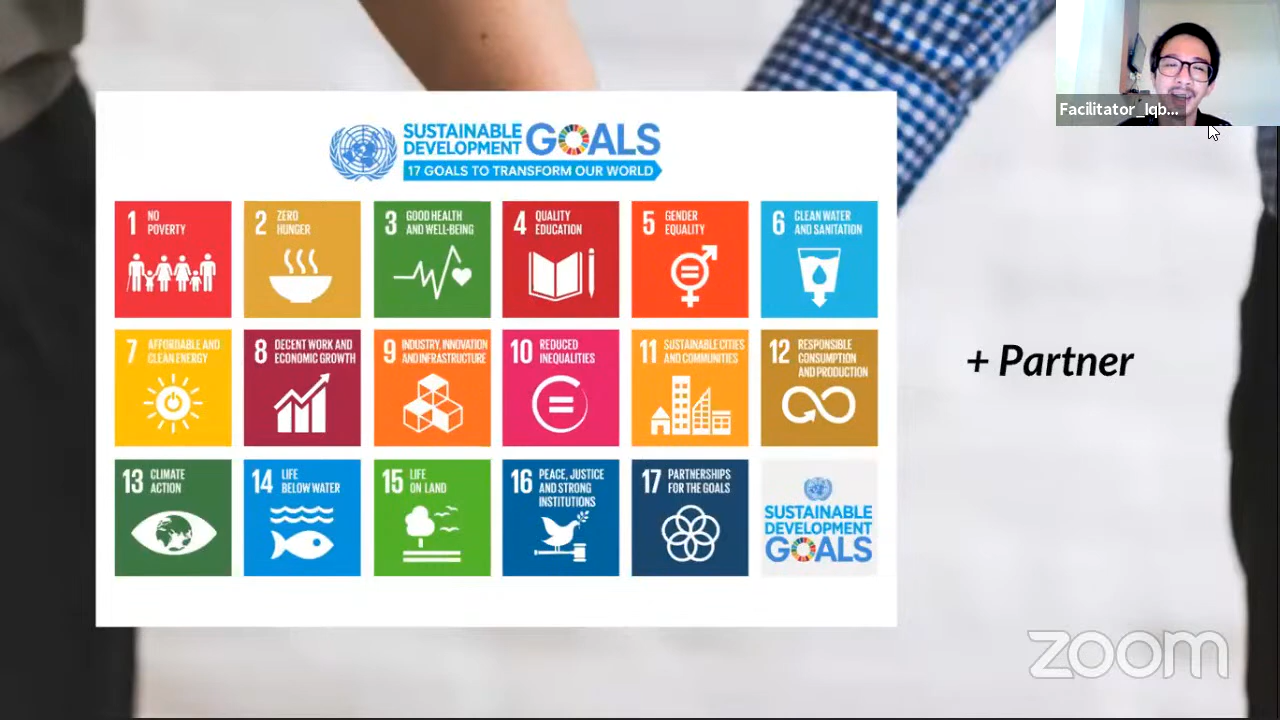 Facilitator_Iqb...
SUSTAINABLE
DEVELOPMENT
GOALS
17 GOALS TO TRANSFORM OUR WORLD
1 NO
POVERTY
2 ZERO
HUNGER
3 GOOD HEALTH
AND WELL-BEING
4 QUALITY
EDUCATION
5 GENDER
EQUALITY
6 CLEAN WATER
AND SANITATION
7 AFFORDABLE AND
CLEAN ENERGY
8 DECENT WORK AND
ECONOMIC GROWTH
9 INDUSTRY, INNOVATION
AND INFRASTRUCTURE
10 REDUCED
INEQUALITIES
11 SUSTAINABLE CITIES
AND COMMUNITIES
12 RESPONSIBLE
CONSUMPTION
AND PRODUCTION
+ Partner
13 CLIMATE
ACTION
14 LIFE
BELOW WATER
15 LIFE
ON LAND
16 PEACE, JUSTICE
AND STRONG
INSTITUTIONS
17 PARTNERSHIPS
FOR THE GOALS
SUSTAINABLE
DEVELOPMENT
GOALS
zoom